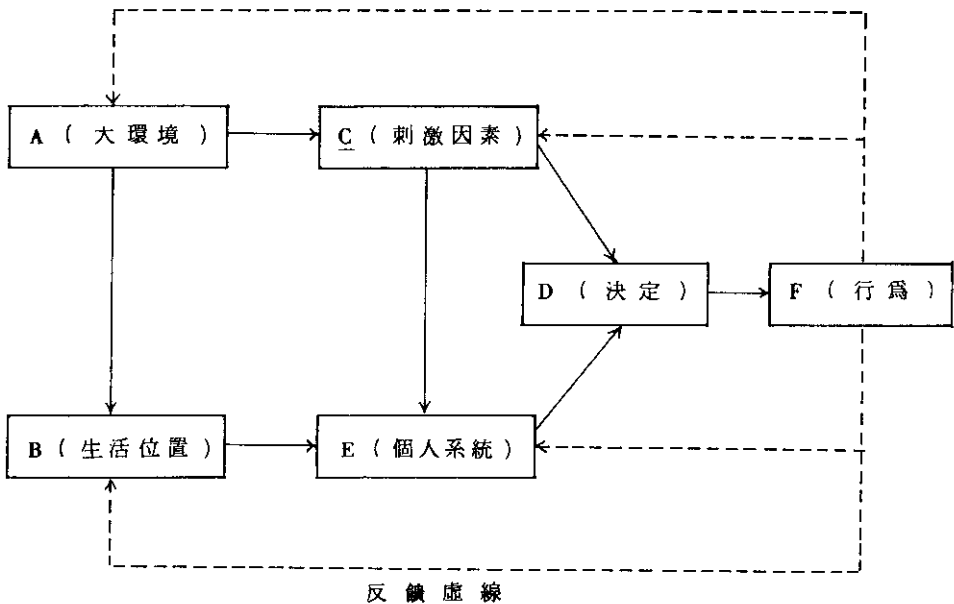 A（大環境）
C（刺激因素）
D（決定）
F（行爲）
B（生活位置）
E（個人系統）
反饋虛線